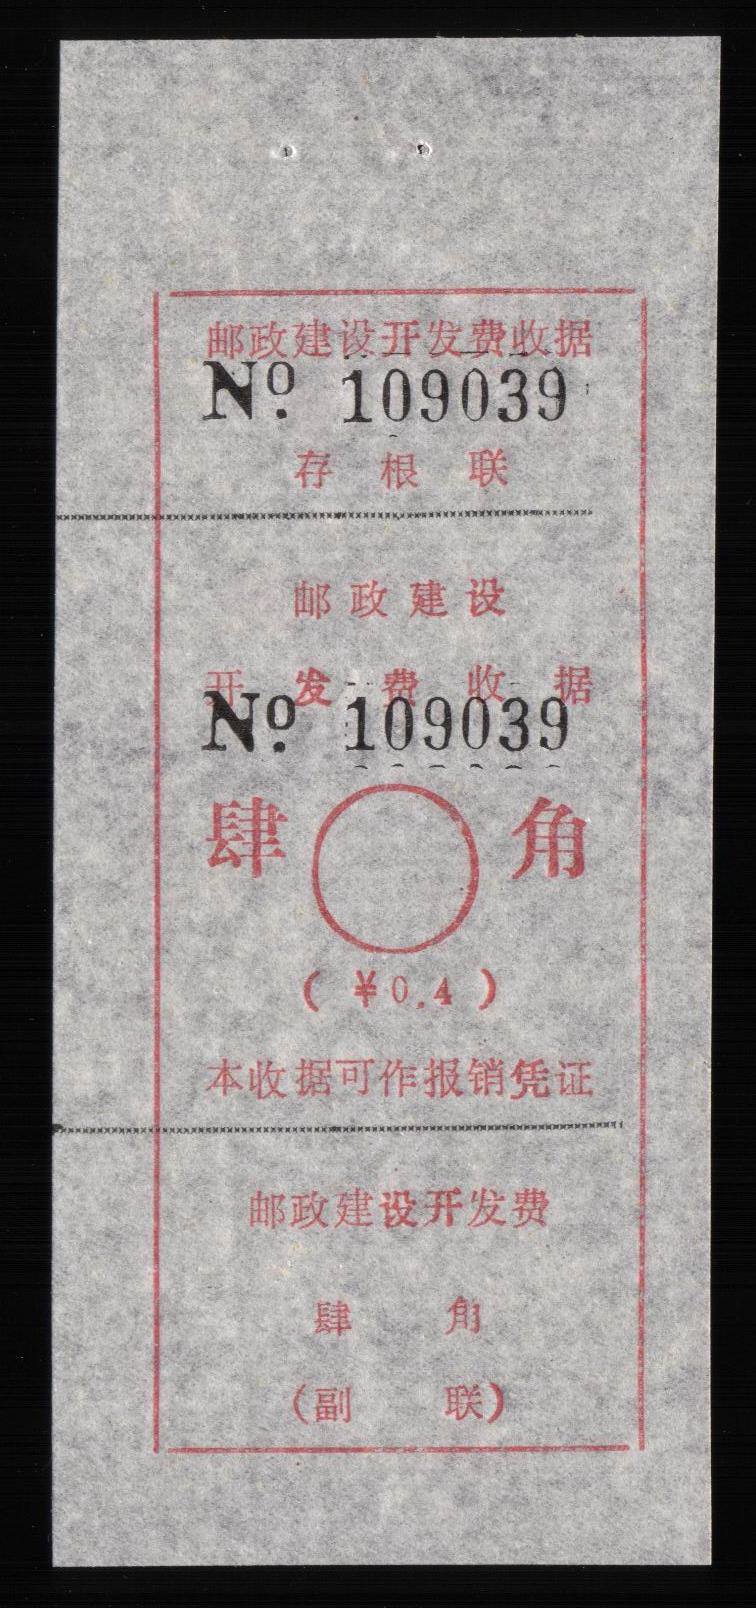 邮政建设开发费收据
№ 109039
存根联
邮政建设
开发费收据
№ 109039
肆角
(¥0.4)
本收据可作报销凭证
邮政建设开发费
肆角
(副联)